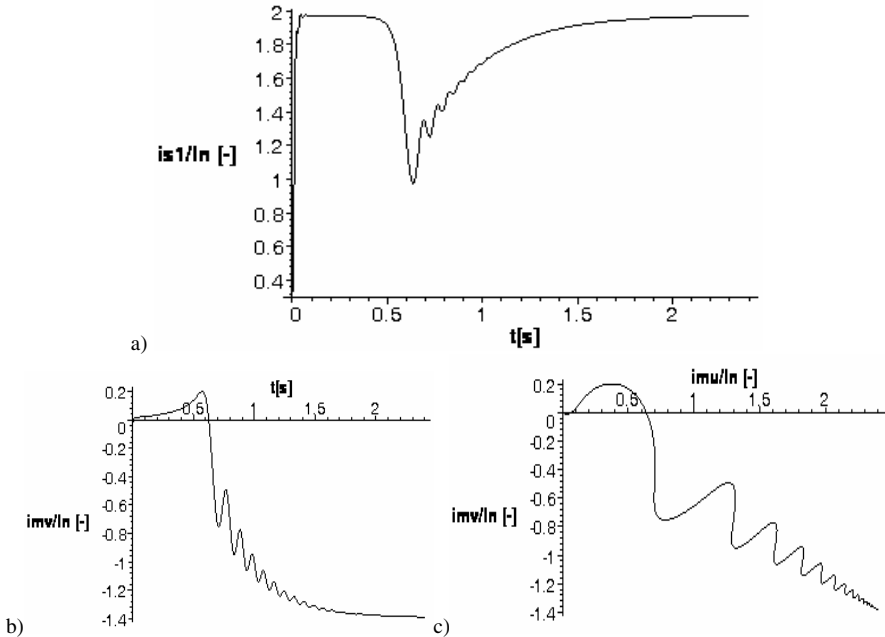 2
1.8
1.6
1.4
1.2
1
0.8
0.6
0.4
is1/In [-]
0 0.5 1 1.5 2
t[s]
a)
t[s]
0.2
0
-0.2
-0.4
-0.6
-0.8
-1
-1.2
-1.4
0.5 1 2
imv/In [-]
b)
imu/In [-]
0.2
0
-0.2
-0.4
-0.6
-0.8
-1
-1.2
-1.4
0.5 1 1.5 2
imv/In [-]
c)